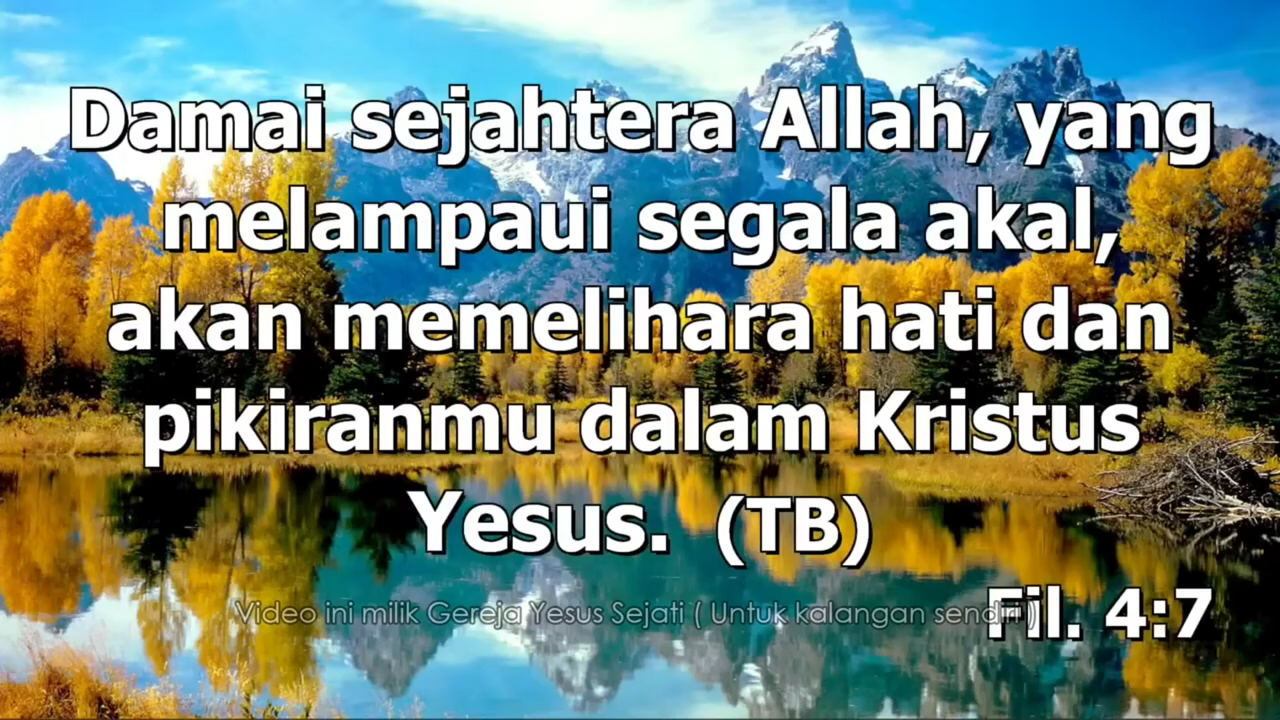 Damai sejahtera Allah, yang
melampaui segala akal,
akan memelihara hati dan
pikiranmu dalam Kristus
Yesus. (TB)
Fil. 4:7
Video ini milik Gereja Yesus Sejati ( Untuk kalangan sendiri )